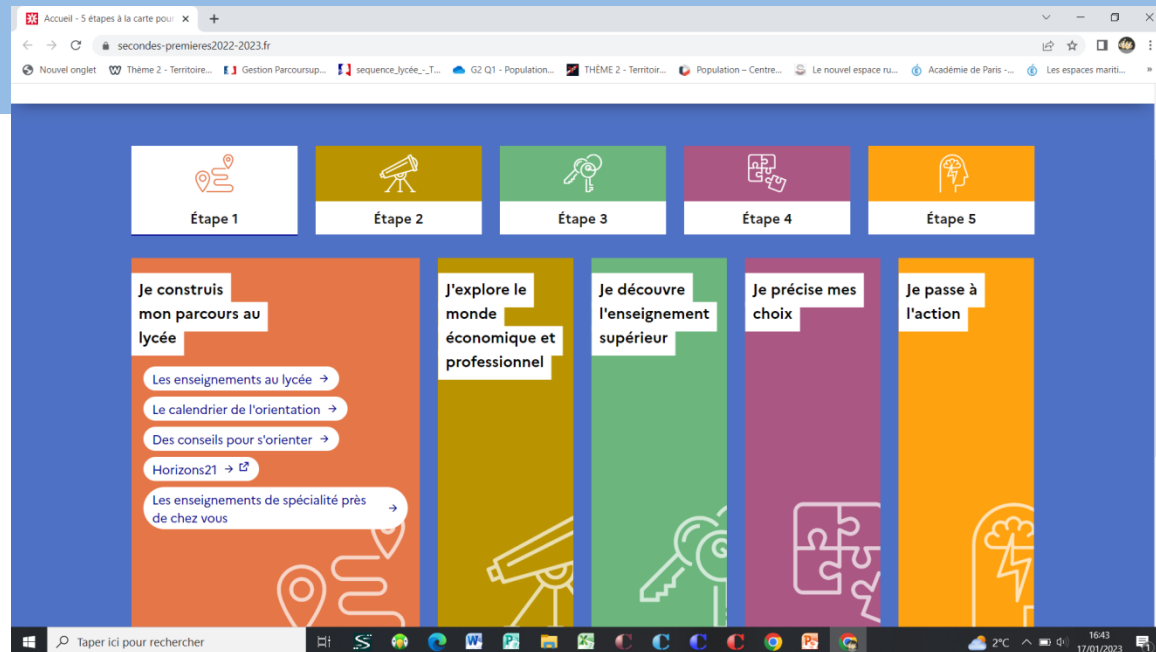 Accueil - 5 étapes à la carte pour
secondes-premieres2022-2023.fr
Nouvel onglet
Thème 2 - Territoire...
Gestion Parcoursup...
sequence_lycée_-_T...
G2 Q1 - Population...
THÈME 2 - Territoir...
Population – Centre...
Le nouvel espace ru...
Académie de Paris -...
Les espaces mariti...
»
Étape 1
Étape 2
Étape 3
Étape 4
Étape 5
Je construis
mon parcours au
lycée
Les enseignements au lycée →
Le calendrier de l'orientation →
Des conseils pour s'orienter →
Horizons21 →
Les enseignements de spécialité près
de chez vous →
J'explore le
monde
économique et
professionnel
Je découvre
l'enseignement
supérieur
Je précise mes
choix
Je passe à
l'action
Taper ici pour rechercher
2°C
16:43
17/01/2023